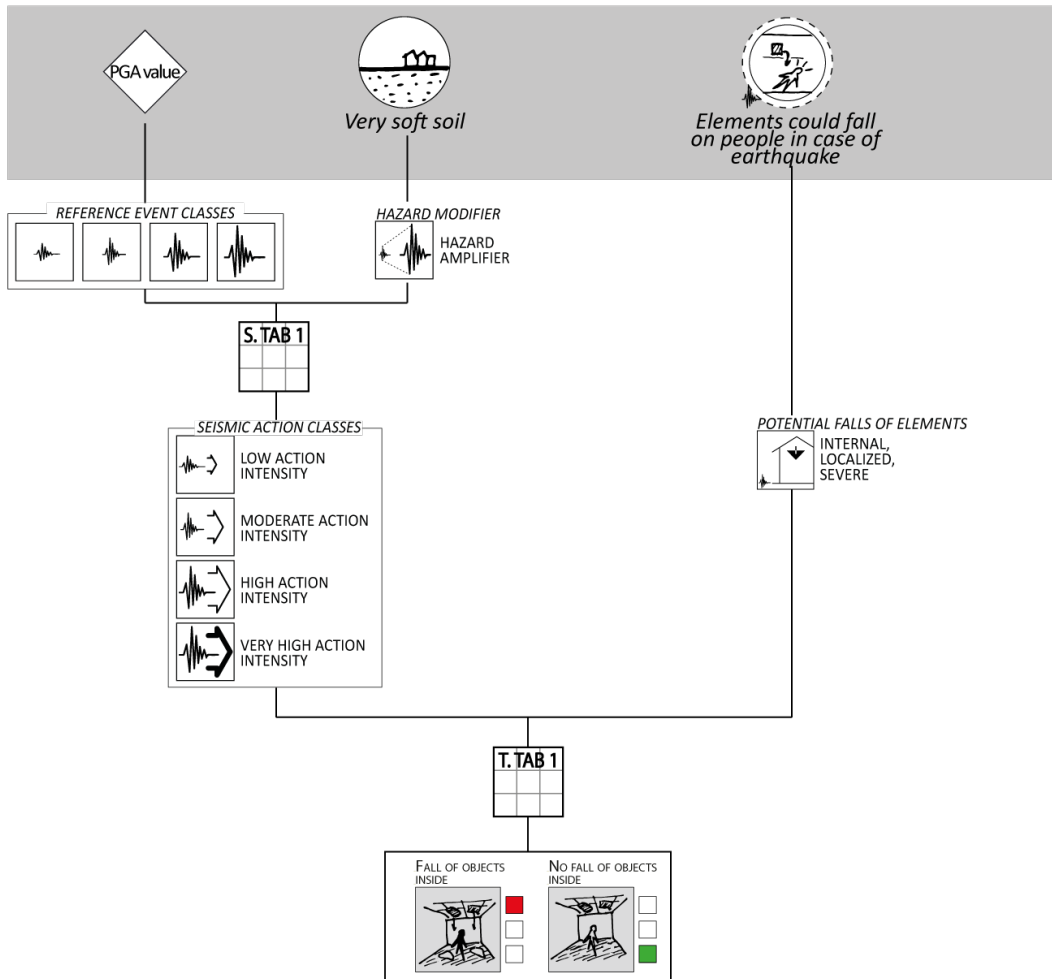 PGA value
Very soft soil
Elements could fall
on people in case of
earthquake
REFERENCE EVENT CLASSES
HAZARD MODIFIER
HAZARD
AMPLIFIER
S. TAB 1
SEISMIC ACTION CLASSES
LOW ACTION
INTENSITY
MODERATE ACTION
INTENSITY
HIGH ACTION
INTENSITY
VERY HIGH ACTION
INTENSITY
POTENTIAL FALLS OF ELEMENTS
INTERNAL,
LOCALIZED,
SEVERE
T. TAB 1
FALL OF OBJECTS
INSIDE
NO FALL OF OBJECTS
INSIDE